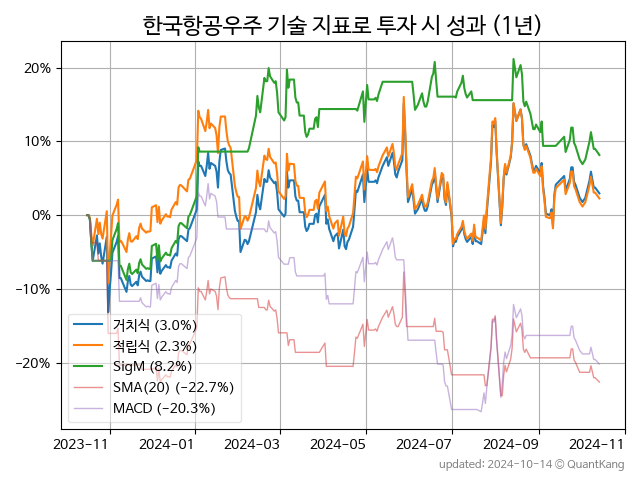 한국항공우주 기술 지표로 투자 시 성과 (1년)
20%
10%
0%
−10%
−20%
거치식 (3.0%)
적립식 (2.3%)
SigM (8.2%)
SMA(20) (−22.7%)
MACD (−20.3%)
2023−11 2024−01 2024−03 2024−05 2024−07 2024−09 2024−11
updated: 2024-10-14 © QuantKang